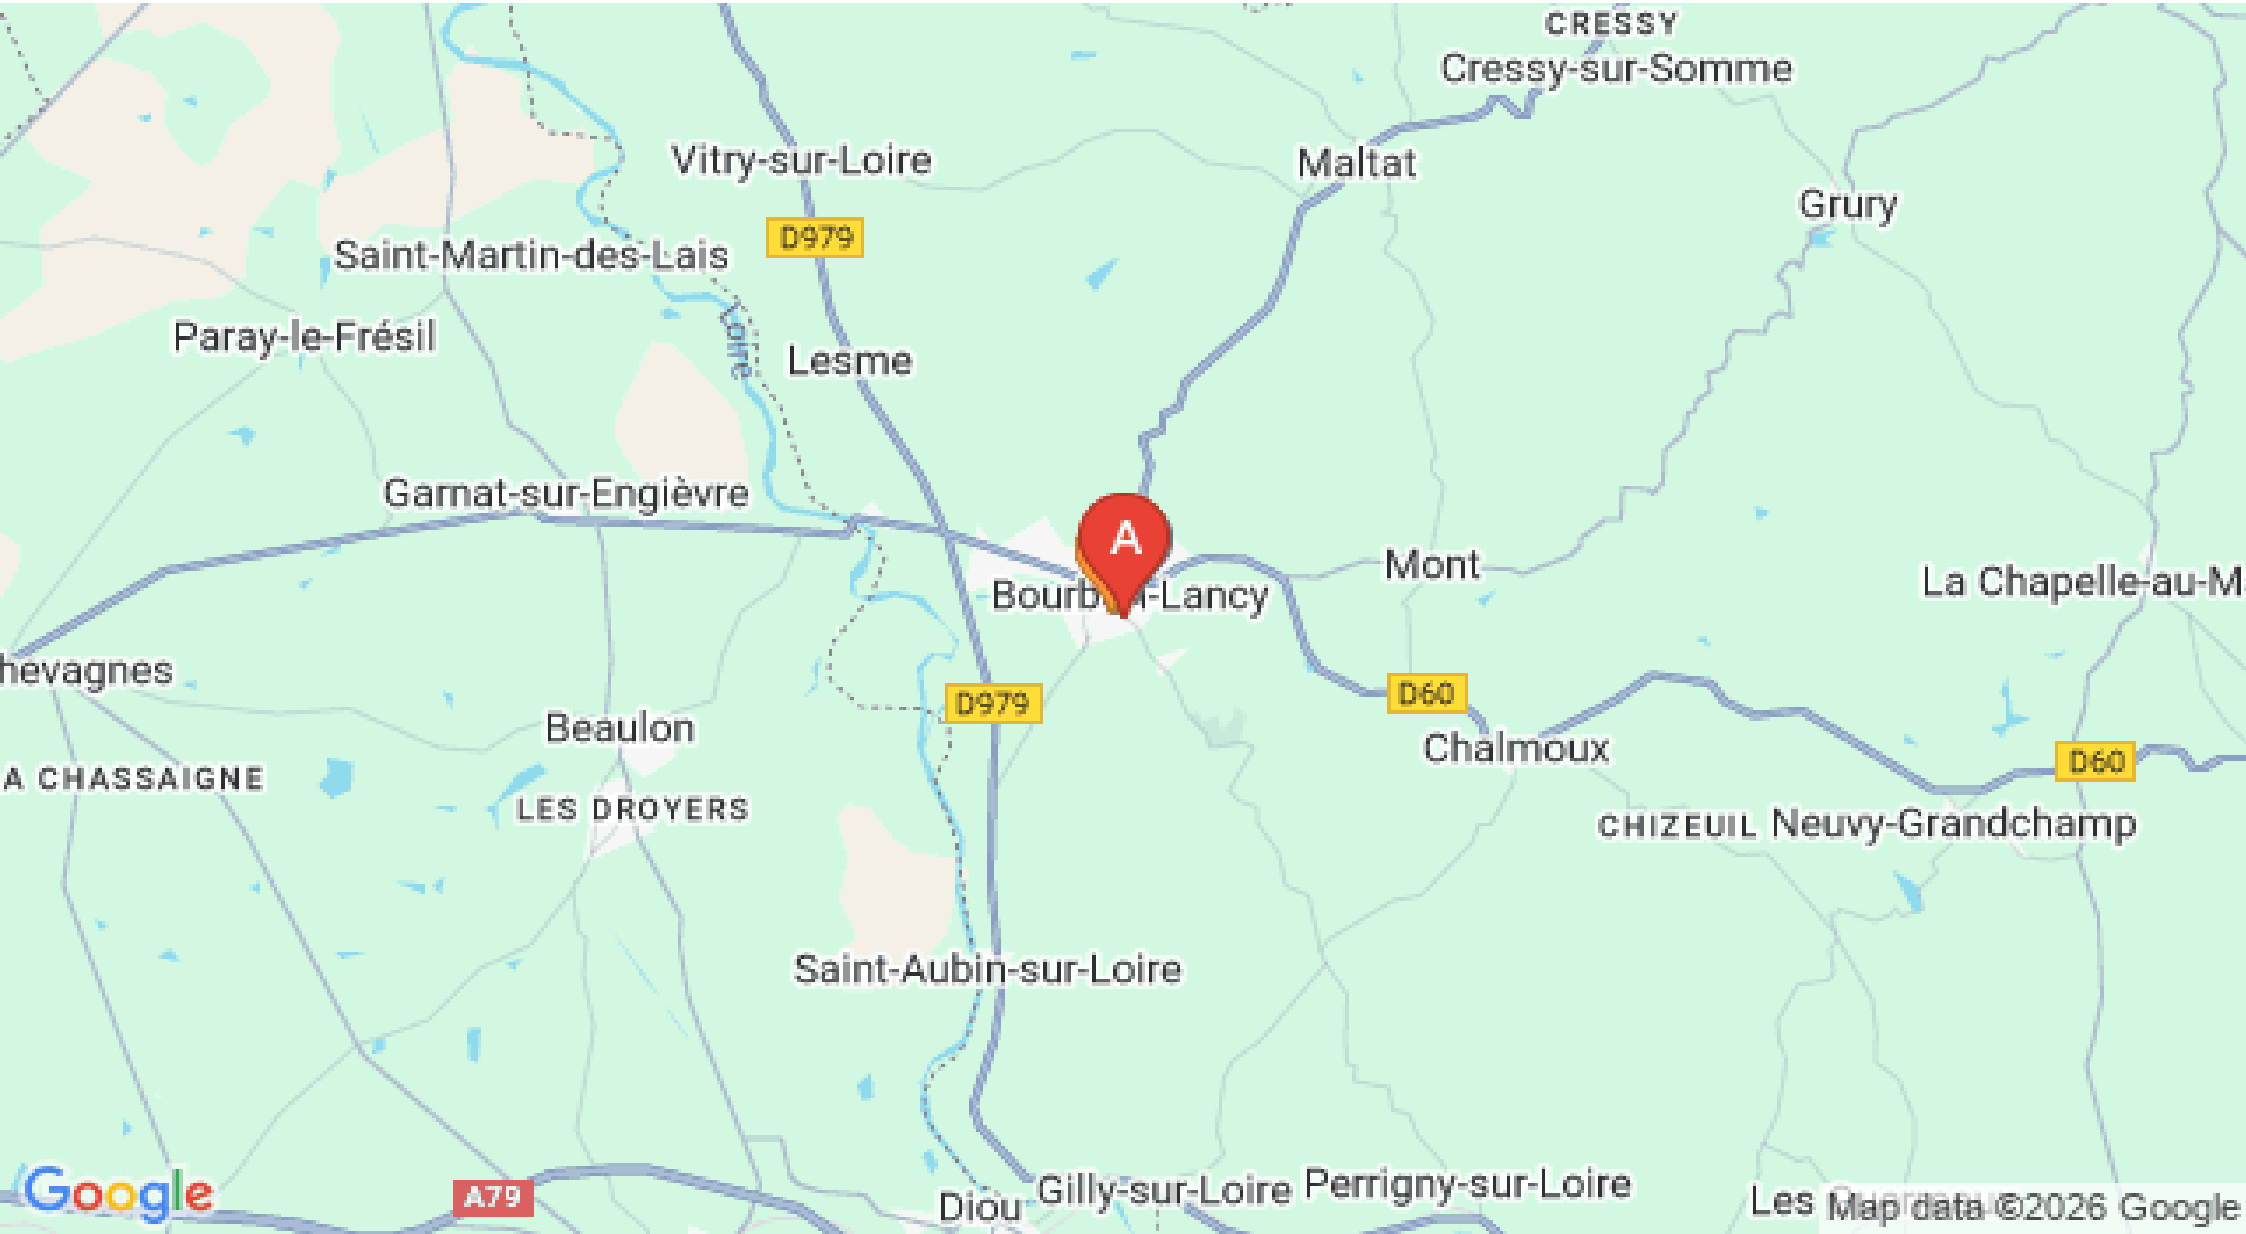 CRESSY
Cressy-sur-Somme
Vitry-sur-Loire
Maltat
Grury
D979
Saint-Martin-des-Lais
Paray-le-Frésil
Loire
Lesme
Garnat-sur-Engièvre
A
Mont
La Chapelle-au-M
Bourb n-Lancy
hevagnes
D979
D60
Beaulon
Chalmoux
D60
A CHASSAIGNE
LES DROYERS
CHIZEUIL
Neuvy-Grandchamp
Saint-Aubin-sur-Loire
Google
A79
Diou
Gilly-sur-Loire
Perrigny-sur-Loire
Les
Map data ©2026 Google